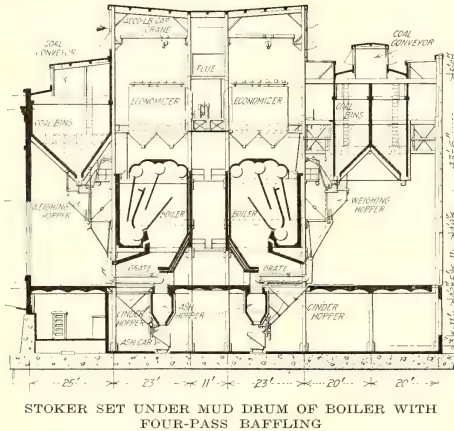 4000-LB CAP.
CRANE
COAL
CONVEYOR
COAL
CONVEYOR
FLUE
ECONOMIZER
ECONOMIZER
COAL BINS
COAL
BINS
WEIGHING
HOPPER
BOILER
BOILER
WEIGHING
HOPPER
GRATE
GRATE
CINDER
HOPPER
ASH
HOPPER
CINDER
HOPPER
ASH CAR
25' 23' 11' 23' 20' 20'
STOKER SET UNDER MUD DRUM OF BOILER WITH
FOUR-PASS BAFFLING